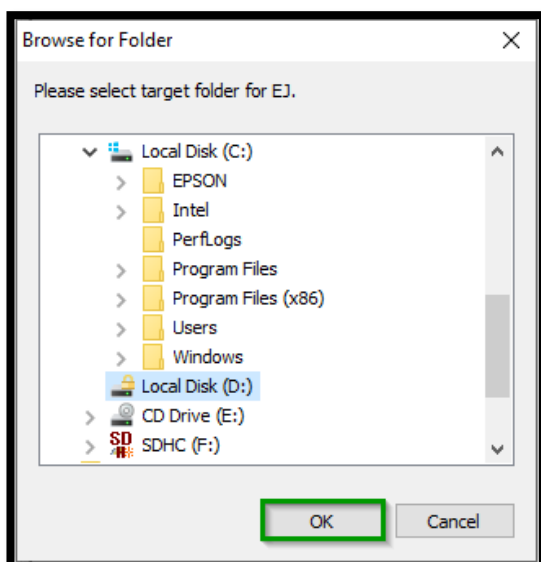 Browse for Folder
Please select target folder for EJ.
Local Disk (C:)
EPSON
Intel
PerfLogs
Program Files
Program Files (x86)
Users
Windows
Local Disk (D:)
CD Drive (E:)
SD SDHC (F:)
OK Cancel